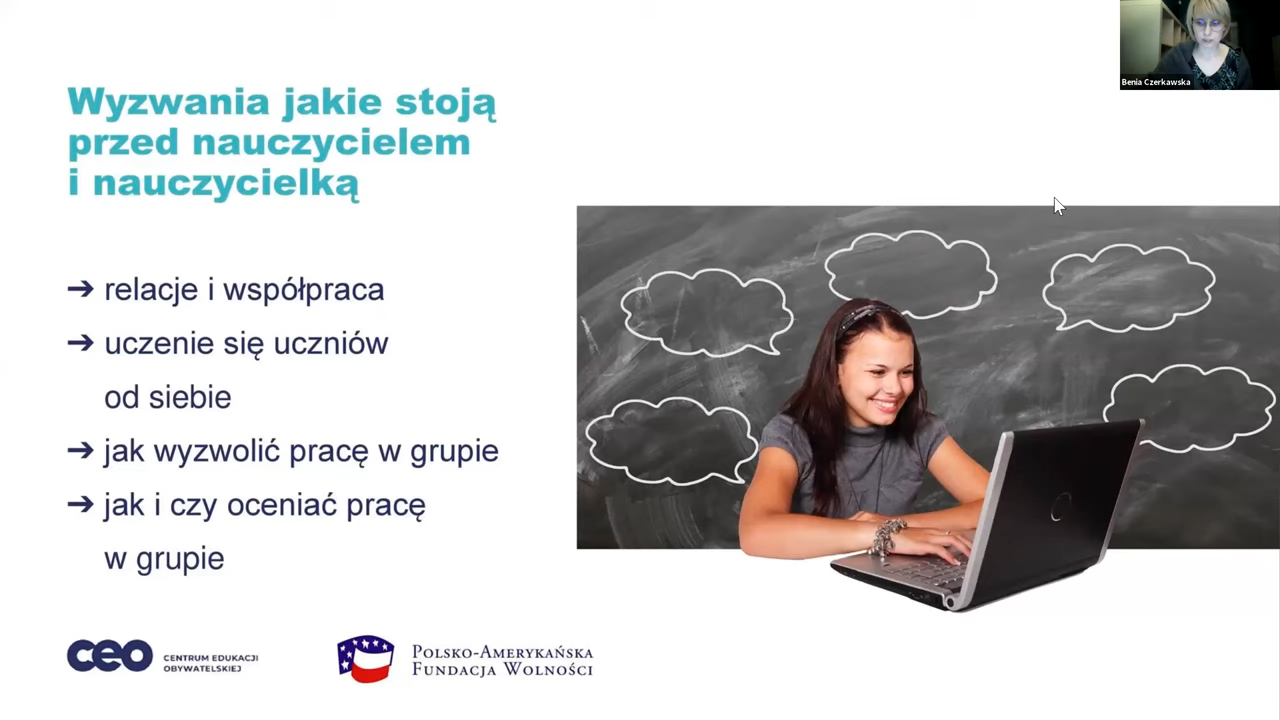 Benia Czerkawska
Wyzwania jakie stoją
przed nauczycielem
i nauczycielką
➔ relacje i współpraca
➔ uczenie się uczniów
od siebie
➔ jak wyzwolić pracę w grupie
➔ jak i czy oceniać pracę
w grupie
ceo
CENTRUM EDUKACJI
OBYWATELSKIEJ
POLSKO-AMERYKAŃSKA
FUNDACJA WOLNOŚCI